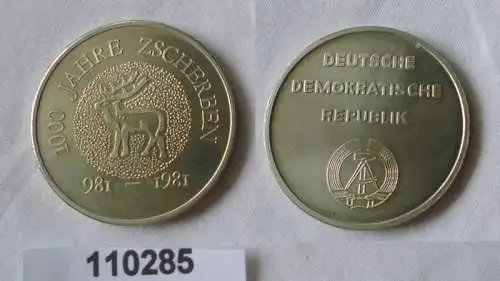 1000 JAHRE ZSCHERBEN
981 — 1981
DEUTSCHE
DEMOKRATISCHE
REPUBLIK
110285